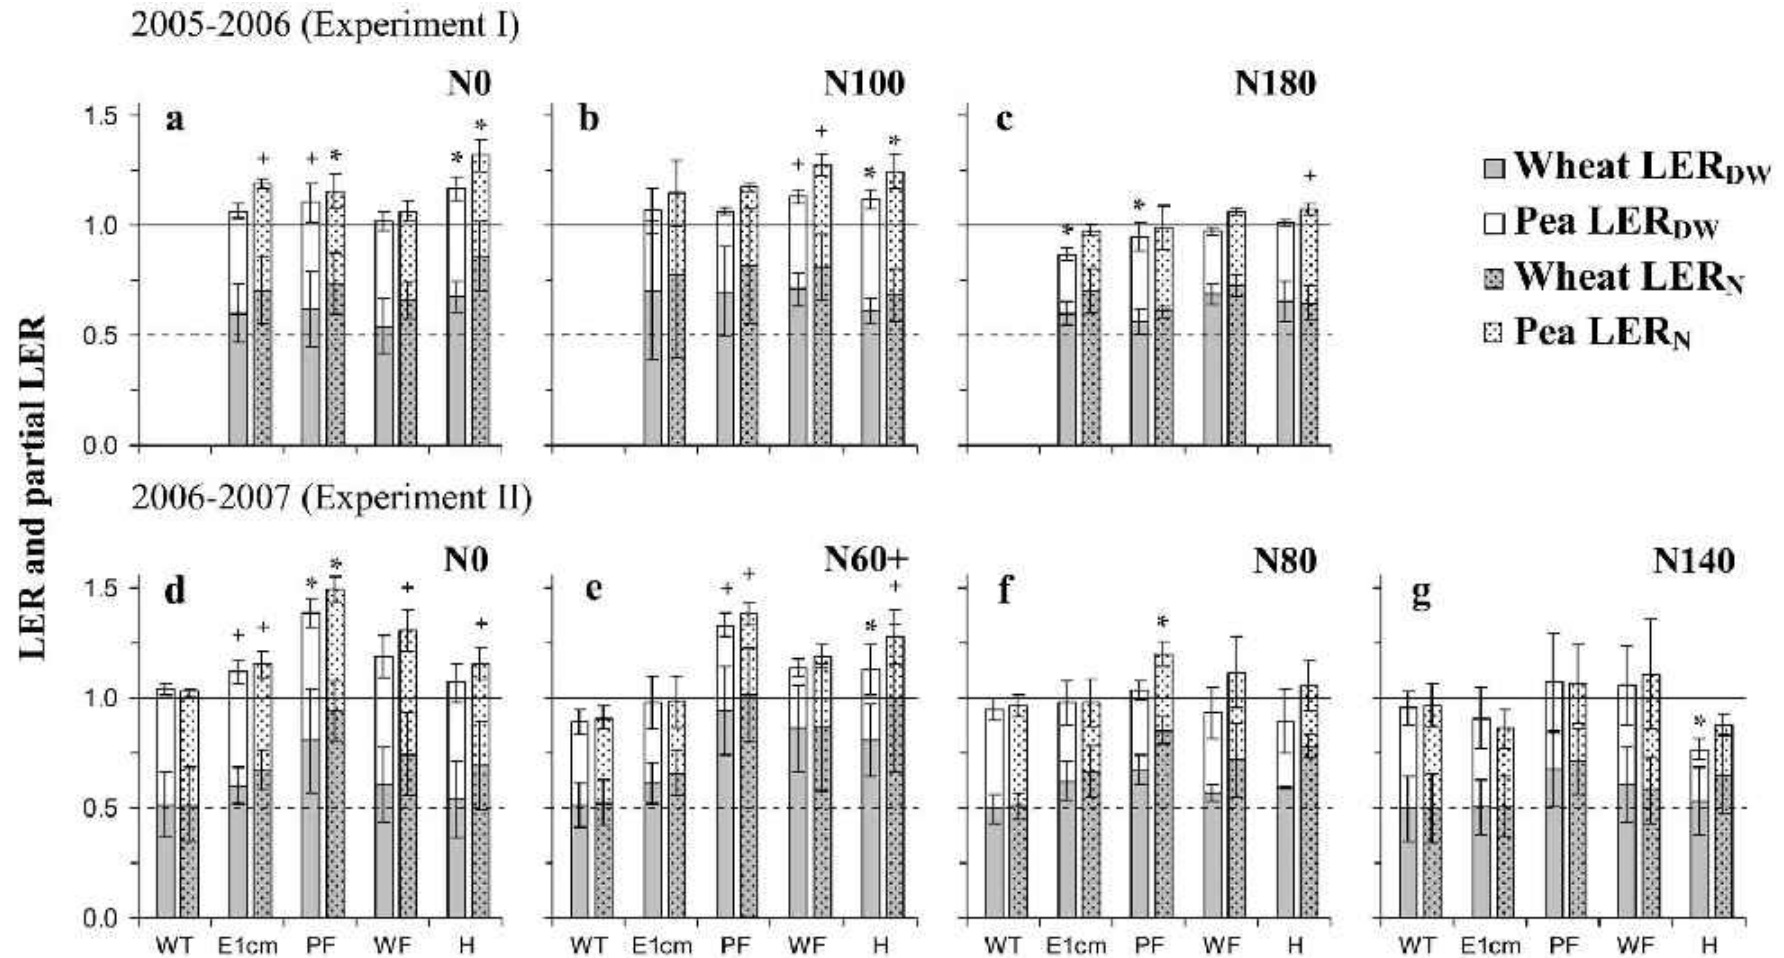 2005-2006 (Experiment I)
N0 N100 N180
a b c
1.5
1.0
0.5
0.0
+ + * * *
+ + * *
* * +
Wheat LERDW
Pea LERDW
Wheat LERN
Pea LERN
LER and partial LER
2006-2007 (Experiment II)
N0 N60+ N80 N140
d e f g
1.5
1.0
0.5
0.0
+ + * * + +
+ + * +
*
*
WT E1cm PF WF H WT E1cm PF WF H WT E1cm PF WF H WT E1cm PF WF H